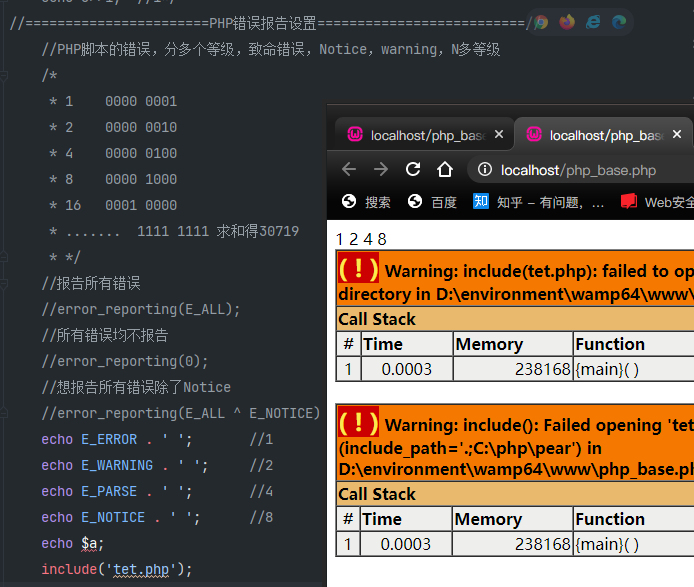 //=======================PHP错误报告设置==========================/
//PHP脚本的错误，分多个等级，致命错误，Notice，warning，N多等级
/*
* 1 0000 0001
* 2 0000 0010
* 4 0000 0100
* 8 0000 1000
* 16 0001 0000
* ....... 1111 1111 求和得30719
* */
//报告所有错误
//error_reporting(E_ALL);
//所有错误均不报告
//error_reporting(0);
//想报告所有错误除了Notice
//error_reporting(E_ALL ^ E_NOTICE)
echo E_ERROR . ' '; //1
echo E_WARNING . ' '; //2
echo E_PARSE . ' '; //4
echo E_NOTICE . ' '; //8
echo $a;
include('tet.php');
localhost/php_base
localhost/php_base
localhost/php_base.php
搜索 百度 知 知乎 – 有问题，... Web安全
1 2 4 8
( ! ) Warning: include(tet.php): failed to op
directory in D:\environment\wamp64\www\
Call Stack
# Time Memory Function
1 0.0003 238168 {main}( )
( ! ) Warning: include(): Failed opening 'tet
(include_path='.;C:\php\pear') in
D:\environment\wamp64\www\php_base.ph
Call Stack
# Time Memory Function
1 0.0003 238168 {main}( )